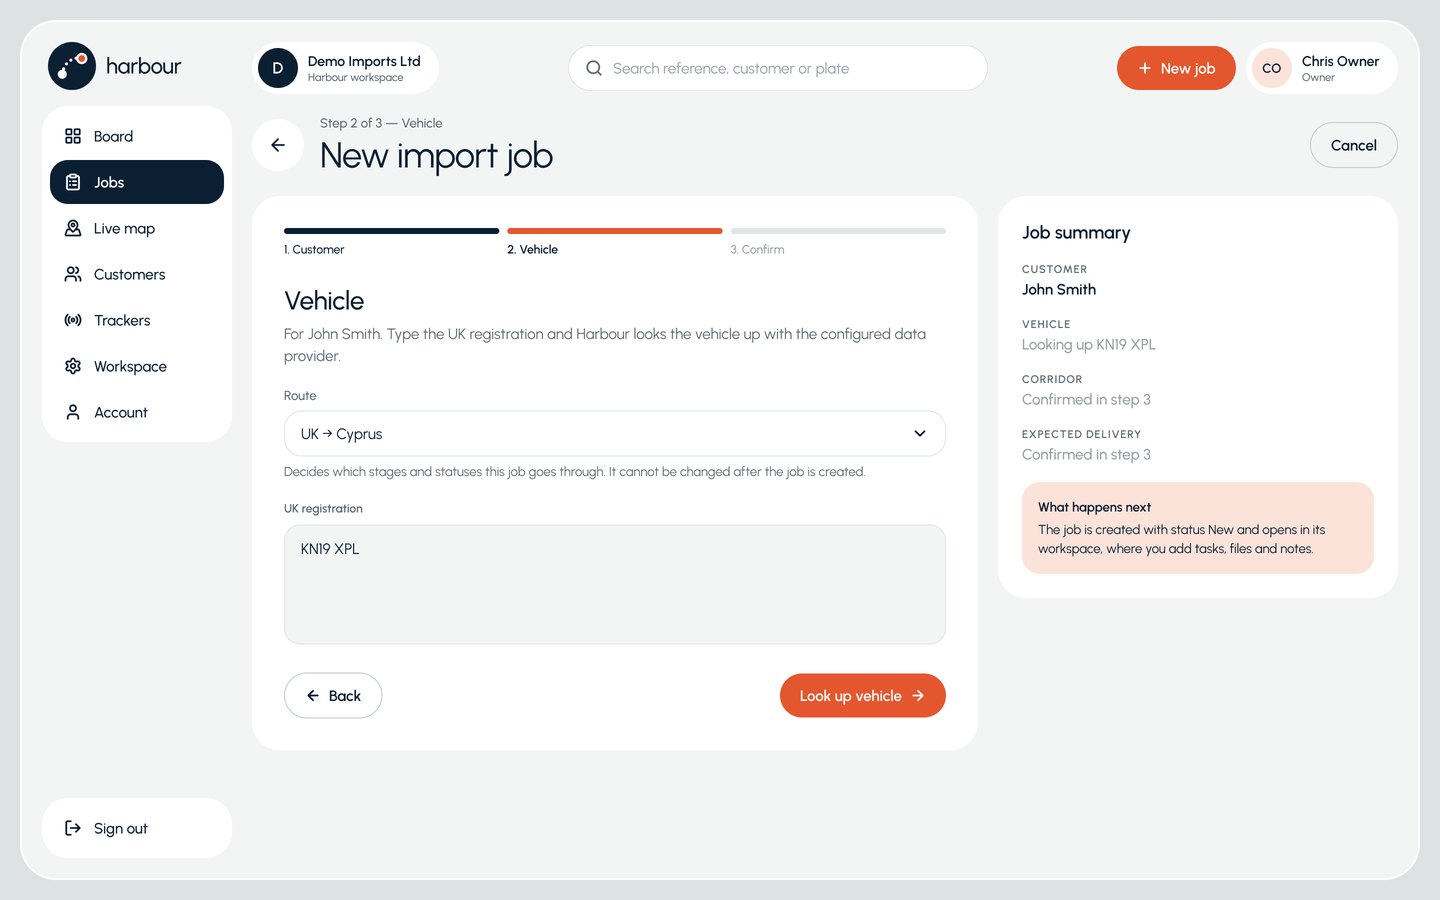 harbour
D
Demo Imports Ltd
Harbour workspace
Search reference, customer or plate
+ New job
CO
Chris Owner
Owner
Board
Jobs
Live map
Customers
Trackers
Workspace
Account
Sign out
Step 2 of 3 — Vehicle
New import job
Cancel
1. Customer
2. Vehicle
3. Confirm
Vehicle
For John Smith. Type the UK registration and Harbour looks the vehicle up with the configured data
provider.
Route
UK → Cyprus
Decides which stages and statuses this job goes through. It cannot be changed after the job is created.
UK registration
KN19 XPL
← Back
Look up vehicle →
Job summary
CUSTOMER
John Smith
VEHICLE
Looking up KN19 XPL
CORRIDOR
Confirmed in step 3
EXPECTED DELIVERY
Confirmed in step 3
What happens next
The job is created with status New and opens in its
workspace, where you add tasks, files and notes.